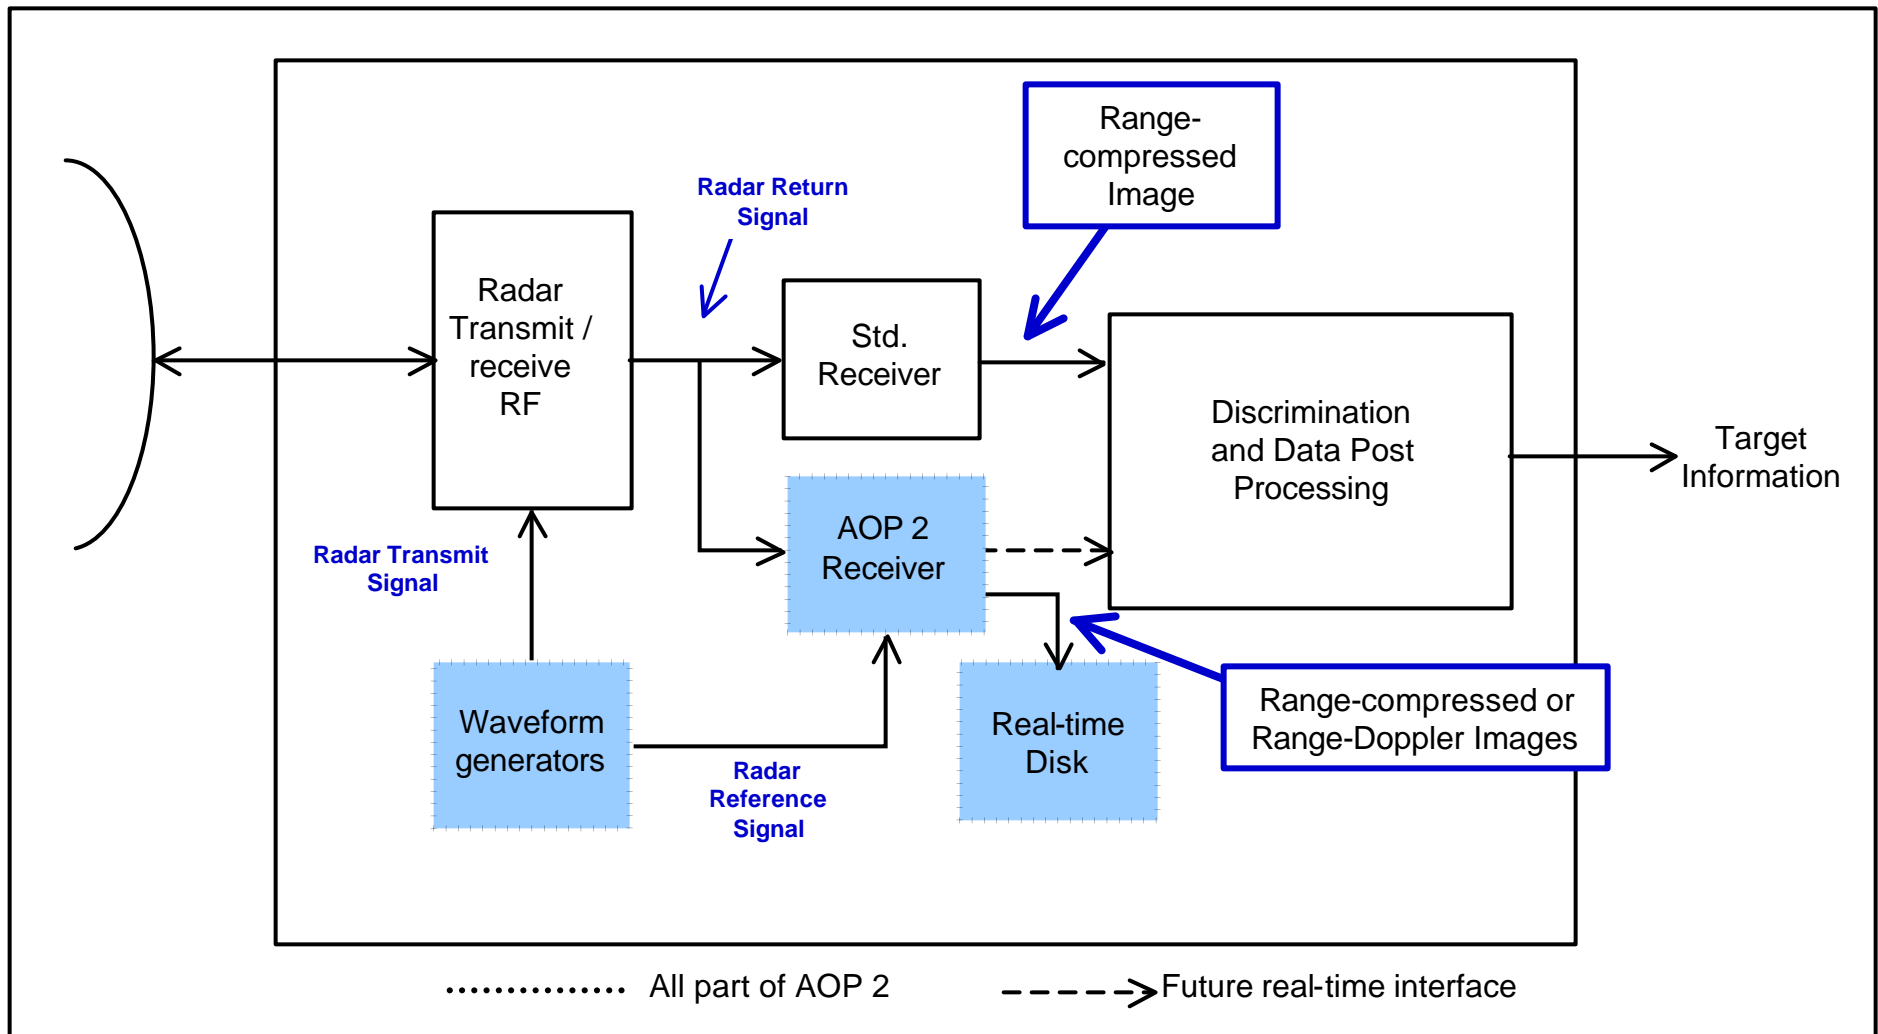 Range-
compressed
Image
Radar Return
Signal
Radar
Transmit /
receive
RF
Std.
Receiver
Discrimination
and Data Post
Processing
Target
Information
AOP 2
Receiver
Radar Transmit
Signal
Waveform
generators
Radar
Reference
Signal
Real-time
Disk
Range-compressed or
Range-Doppler Images
All part of AOP 2
Future real-time interface